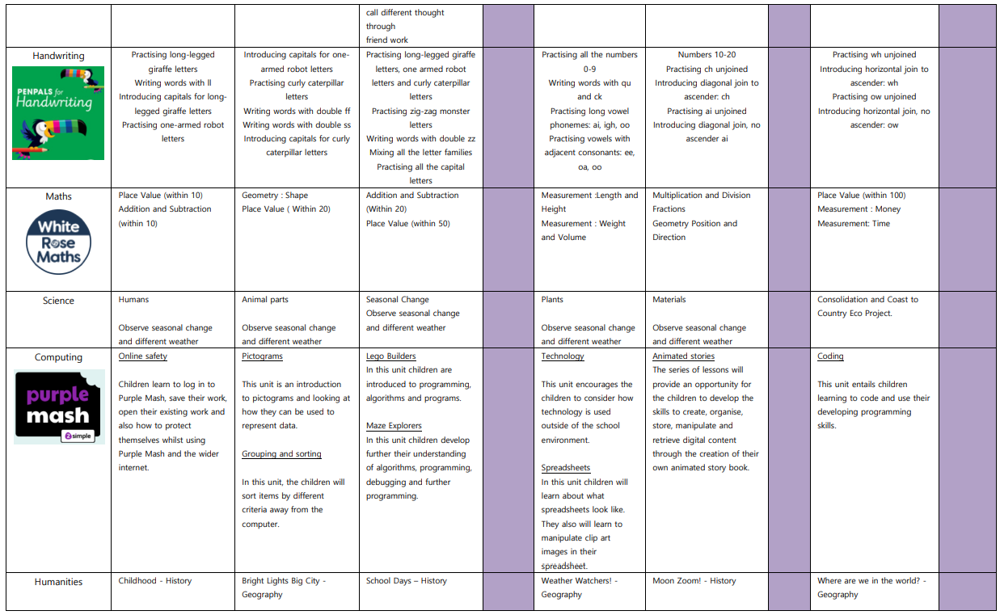 call different thought
through
friend work
Handwriting
PENPALS for
Handwriting
Practising long-legged
giraffe letters
Writing words with ll
Introducing capitals for long-
legged giraffe letters
Practising one-armed robot
letters
Introducing capitals for one-
armed robot letters
Practising curly caterpillar
letters
Writing words with double ff
Writing words with double ss
Introducing capitals for curly
caterpillar letters
Practising long-legged giraffe
letters, one armed robot
letters and curly caterpillar
letters
Practising zig-zag monster
letters
Writing words with double zz
Mixing all the letter families
Practising all the capital
letters
Practising all the numbers
0-9
Writing words with qu
and ck
Practising long vowel
phonemes: ai, igh, oo
Practising vowels with
adjacent consonants: ee,
oa, oo
Numbers 10-20
Practising ch unjoined
Introducing diagonal join to
ascender: ch
Practising ai unjoined
Introducing diagonal join, no
ascender ai
Practising wh unjoined
Introducing horizontal join to
ascender: wh
Practising ow unjoined
Introducing horizontal join, no
ascender: ow
Maths
White
Rose
Maths
Place Value (within 10)
Addition and Subtraction
(within 10)
Geometry : Shape
Place Value ( Within 20)
Addition and Subtraction
(Within 20)
Place Value (within 50)
Measurement :Length and
Height
Measurement : Weight
and Volume
Multiplication and Division
Fractions
Geometry Position and
Direction
Place Value (within 100)
Measurement : Money
Measurement: Time
Science
Humans
Observe seasonal change
and different weather
Animal parts
Observe seasonal change
and different weather
Seasonal Change
Observe seasonal change
and different weather
Plants
Observe seasonal change
and different weather
Materials
Observe seasonal change
and different weather
Consolidation and Coast to
Country Eco Project.
Computing
purple
mash
2 simple
Online safety
Children learn to log in to
Purple Mash, save their work,
open their existing work and
also how to protect
themselves whilst using
Purple Mash and the wider
internet.
Pictograms
This unit is an introduction
to pictograms and looking at
how they can be used to
represent data.
Grouping and sorting
In this unit, the children will
sort items by different
criteria away from the
computer.
Lego Builders
In this unit children are
introduced to programming,
algorithms and programs.
Maze Explorers
In this unit children develop
further their understanding
of algorithms, programming,
debugging and further
programming.
Technology
This unit encourages the
children to consider how
technology is used
outside of the school
environment.
Spreadsheets
In this unit children will
learn about what
spreadsheets look like.
They also will learn to
manipulate clip art
images in their
spreadsheet.
Animated stories
The series of lessons will
provide an opportunity for
the children to develop the
skills to create, organise,
store, manipulate and
retrieve digital content
through the creation of their
own animated story book.
Coding
This unit entails children
learning to code and use their
developing programming
skills.
Humanities
Childhood - History
Bright Lights Big City -
Geography
School Days – History
Weather Watchers! -
Geography
Moon Zoom! - History
Where are we in the world? -
Geography